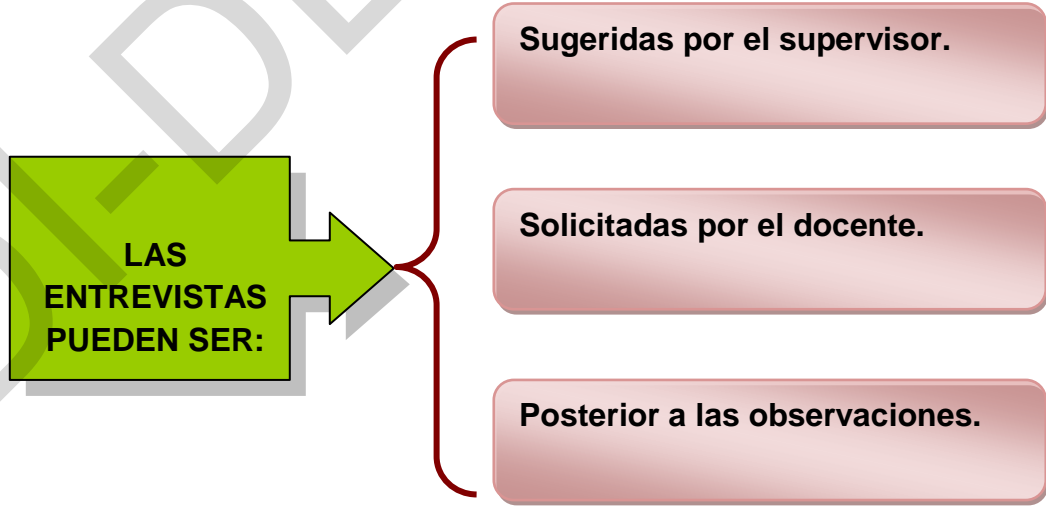 LAS
ENTREVISTAS
PUEDEN SER:
Sugeridas por el supervisor.
Solicitadas por el docente.
Posterior a las observaciones.